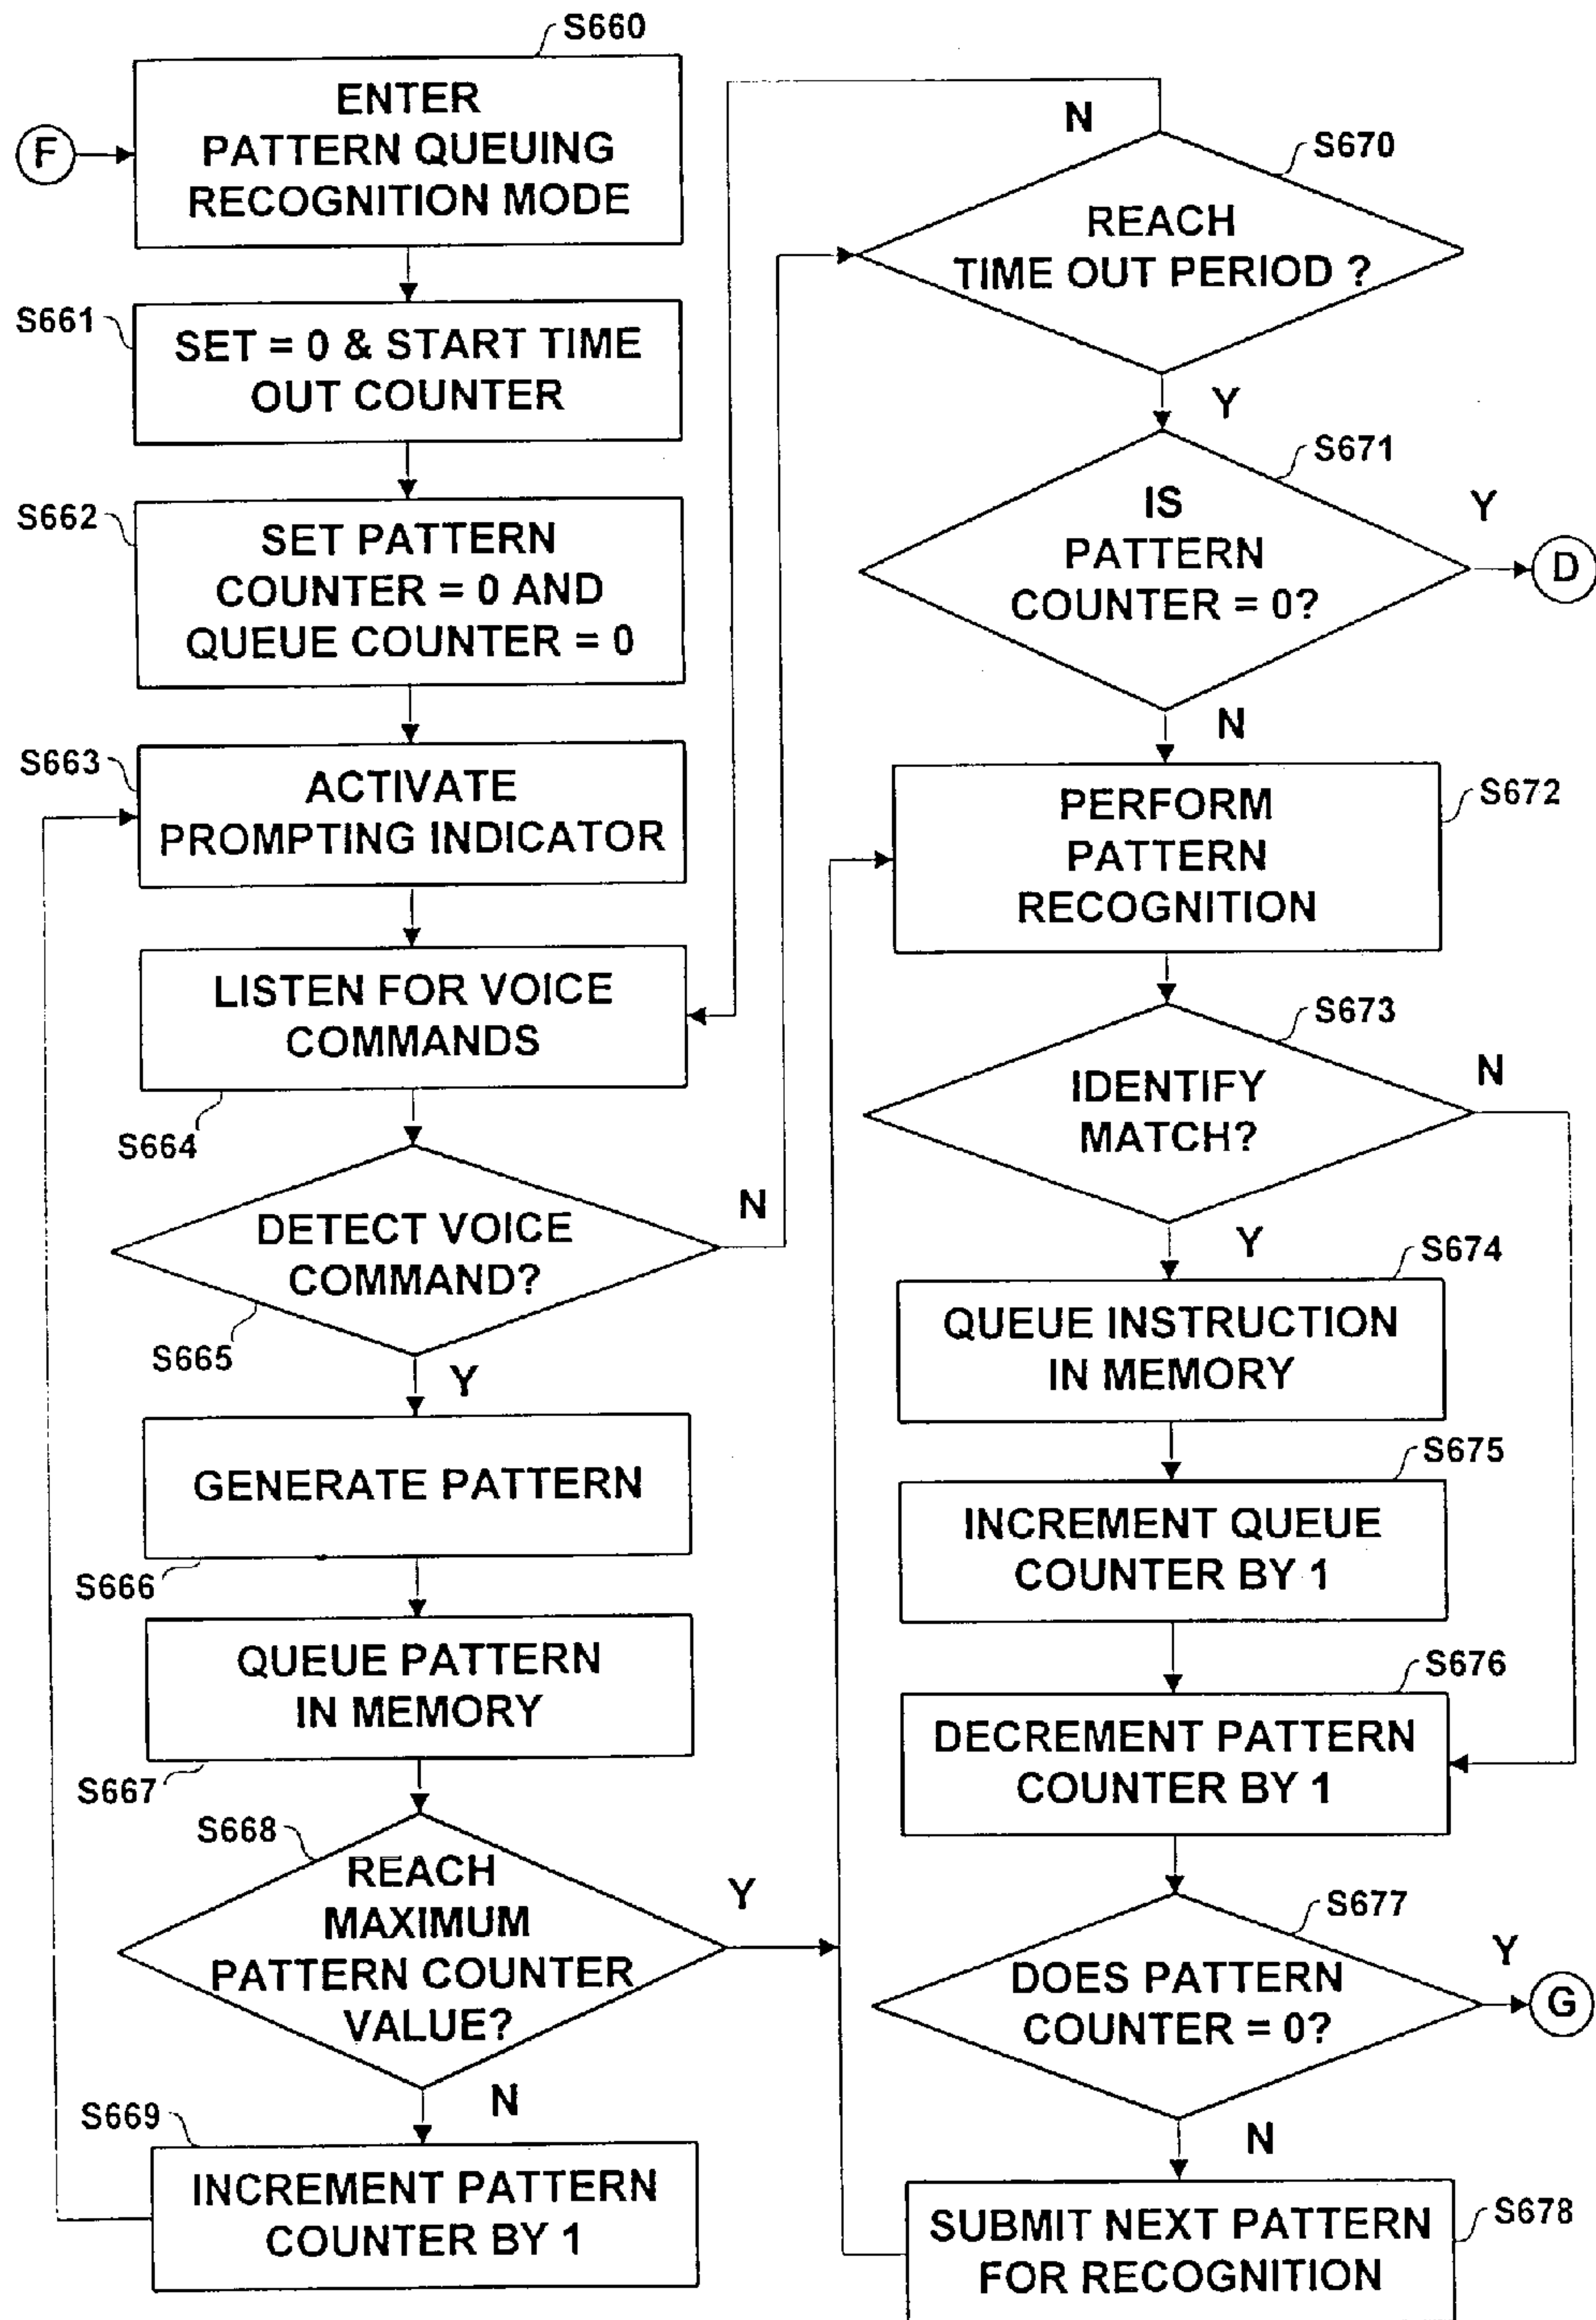 S660
ENTER
PATTERN QUEUING
RECOGNITION MODE
F
S661
SET = 0 & START TIME
OUT COUNTER
S662
SET PATTERN
COUNTER = 0 AND
QUEUE COUNTER = 0
S663
ACTIVATE
PROMPTING INDICATOR
LISTEN FOR VOICE
COMMANDS
S664
DETECT VOICE
COMMAND?
N
S665
Y
GENERATE PATTERN
S666
QUEUE PATTERN
IN MEMORY
S667
S668
REACH
MAXIMUM
PATTERN COUNTER
VALUE?
Y
N
S669
INCREMENT PATTERN
COUNTER BY 1
N
S670
REACH
TIME OUT PERIOD ?
Y
S671
IS
PATTERN
COUNTER = 0?
Y
D
N
S672
PERFORM
PATTERN
RECOGNITION
S673
IDENTIFY
MATCH?
N
Y
S674
QUEUE INSTRUCTION
IN MEMORY
S675
INCREMENT QUEUE
COUNTER BY 1
S676
DECREMENT PATTERN
COUNTER BY 1
S677
DOES PATTERN
COUNTER = 0?
Y
G
N
S678
SUBMIT NEXT PATTERN
FOR RECOGNITION